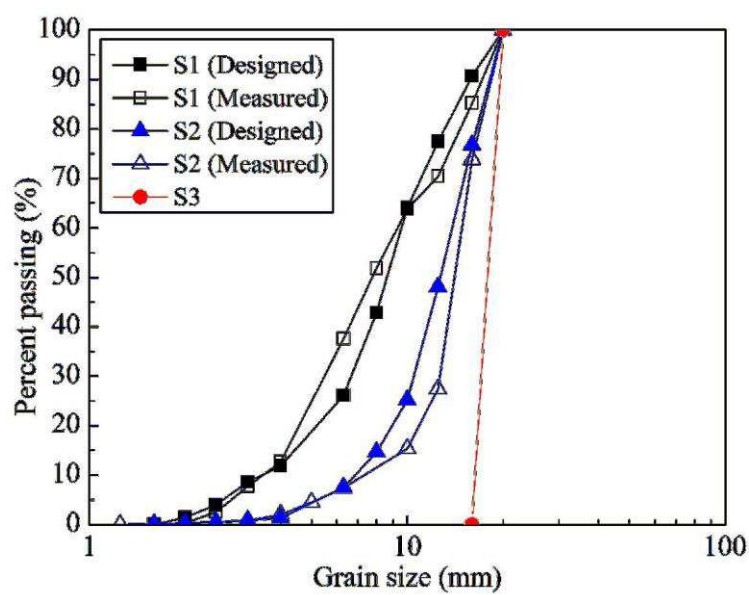 100
90
80
70
60
50
40
30
20
10
0
Percent passing (%)
S1 (Designed)
S1 (Measured)
S2 (Designed)
S2 (Measured)
S3
1
10
100
Grain size (mm)